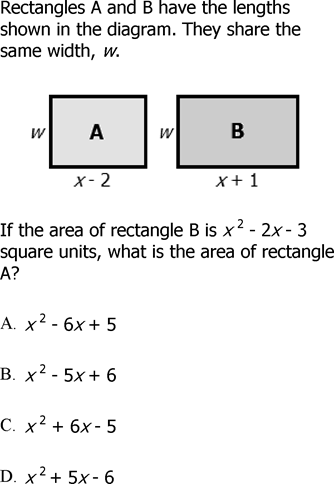 Rectangles A and B have the lengths
shown in the diagram. They share the
same width, w.
w A w B
x - 2 x + 1
If the area of rectangle B is x² - 2x - 3
square units, what is the area of rectangle
A?
A. x² - 6x + 5
B. x² - 5x + 6
C. x² + 6x - 5
D. x² + 5x - 6